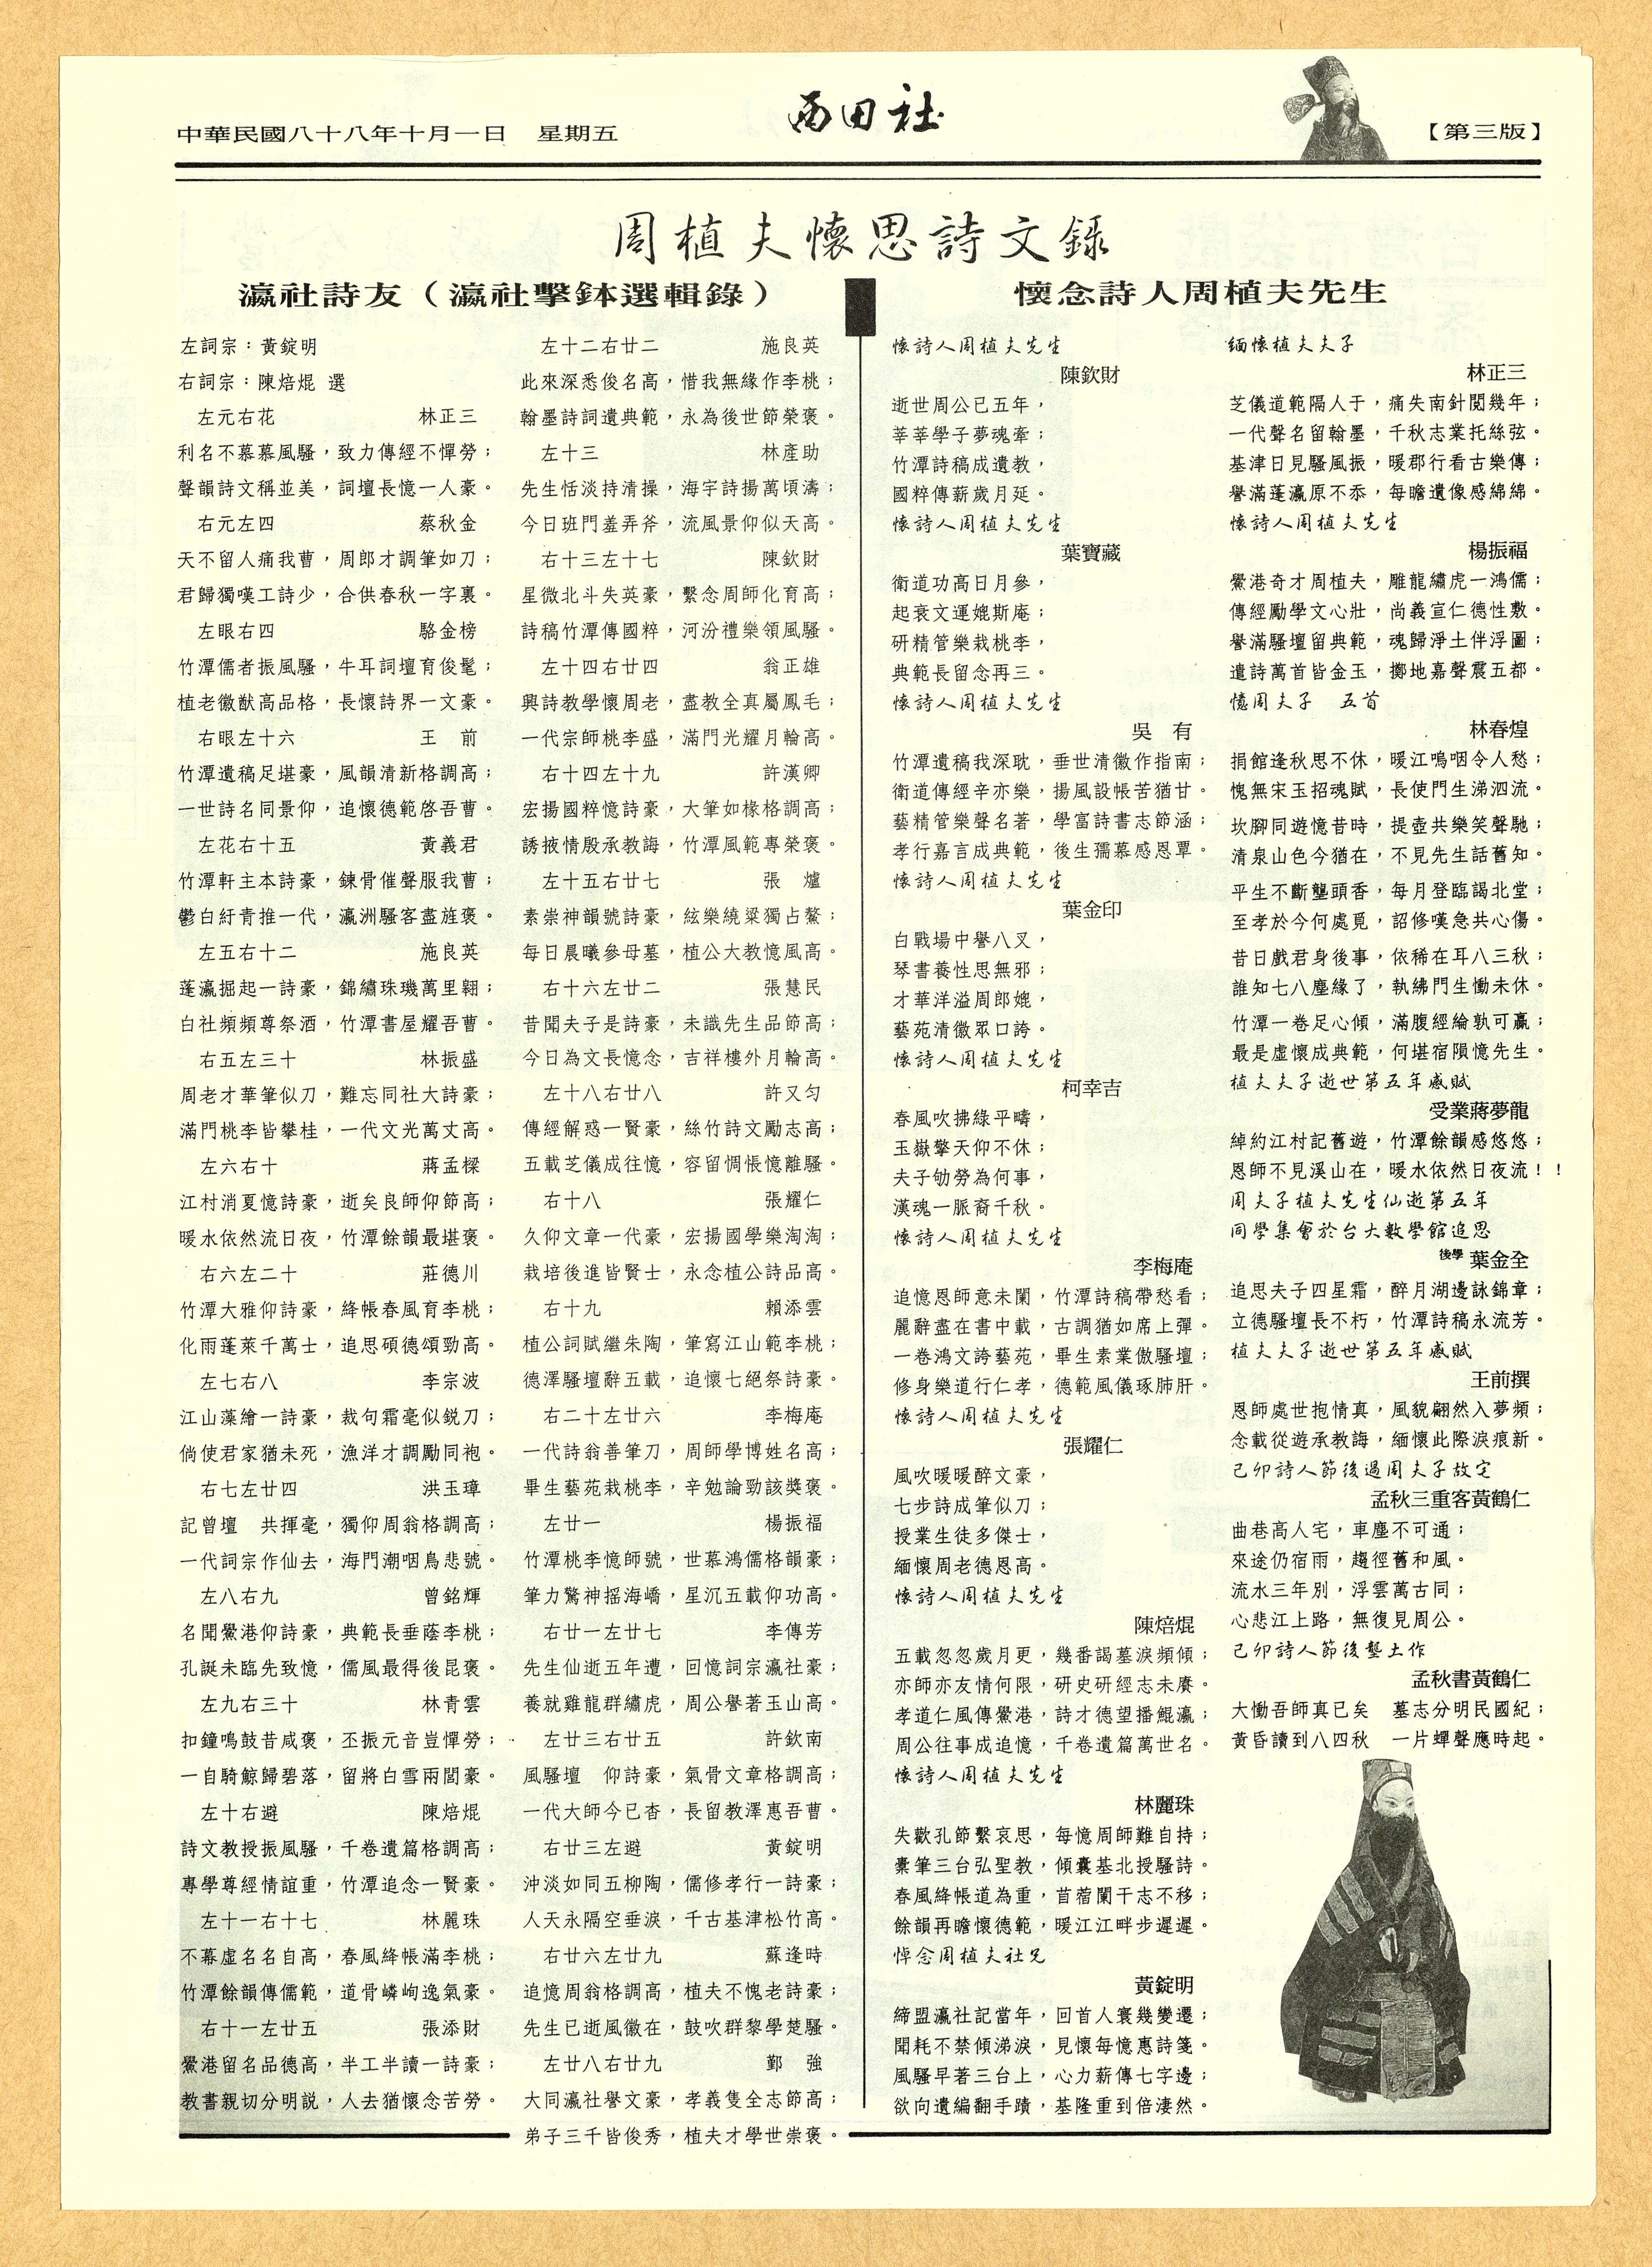 中華民國八十八年十月一日　星期五
西田社
【第三版】
周植夫懷思詩文錄
瀛社詩友（瀛社擊鉢選輯錄）
左詞宗：黃錠明
右詞宗：陳焙焜 選
左元右花　林正三
利名不慕慕風騷，致力傳經不憚勞；
聲韻詩文稱並美，詞壇長憶一人豪。
右元左四　蔡秋金
天不留人痛我曹，周郎才調筆如刀；
君歸獨嘆工詩少，合供春秋一字裏。
左眼右四　駱金榜
竹潭儒者振風騷，牛耳詞壇育俊髦；
植老徽猷高品格，長懷詩界一文豪。
右眼左十六　王　前
竹潭遺稿足堪豪，風韻清新格調高；
一世詩名同景仰，追懷德範啓吾曹。
左花右十五　黃義君
竹潭軒主本詩豪，鍊骨催聲服我曹；
鬱白紆青推一代，瀛洲騷客盡旌褒。
左五右十二　施良英
蓬瀛掘起一詩豪，錦繡珠璣萬里翱；
白社頻頻尊祭酒，竹潭書屋耀吾曹。
右五左三十　林振盛
周老才華筆似刀，難忘同社大詩豪；
滿門桃李皆攀桂，一代文光萬丈高。
左六右十　蔣孟樑
江村消夏憶詩豪，逝矣良師仰節高；
暖水依然流日夜，竹潭餘韻最堪褒。
右六左二十　莊德川
竹潭大雅仰詩豪，絳帳春風育李桃；
化雨蓬萊千萬士，追思碩德頌勁高。
左七右八　李宗波
江山藻繪一詩豪，裁句霜毫似銳刀；
倘使君家猶未死，漁洋才調勵同袍。
右七左廿四　洪玉璋
記曾壇　共揮毫，獨仰周翁格調高；
一代詞宗作仙去，海門潮咽鳥悲號。
左八右九　曾銘輝
名聞鱟港仰詩豪，典範長垂蔭李桃；
孔誕未臨先致憶，儒風最得後昆褒。
左九右三十　林青雲
扣鐘鳴鼓昔咸褒，丕振元音豈憚勞；
一自騎鯨歸碧落，留將白雪兩閭豪。
左十右避　陳焙焜
詩文教授振風騷，千卷遺篇格調高；
專學尊經情誼重，竹潭追念一賢豪。
左十一右十七　林麗珠
不幕虛名名自高，春風絳帳滿李桃；
竹潭餘韻傳儒範，道骨嶙峋逸氣豪。
右十一左廿五　張添財
鱟港留名品德高，半工半讀一詩豪；
教書親切分明説，人去猶懷念苦勞。
左十二右廿二　施良英
此來深悉俊名高，惜我無緣作李桃；
翰墨詩詞遺典範，永為後世節榮褒。
左十三　林產助
先生恬淡持清操，海宇詩揚萬頃濤；
今日班門羞弄斧，流風景仰似天高。
右十三左十七　陳欽財
星微北斗失英豪，繫念周師化育高；
詩稿竹潭傳國粹，河汾禮樂領風騷。
左十四右廿四　翁正雄
興詩教學懷周老，盡教全真屬鳳毛；
一代宗師桃李盛，滿門光耀月輪高。
右十四左十九　許漢卿
宏揚國粹憶詩豪，大筆如椽格調高；
誘掖情殷承教誨，竹潭風範專榮褒。
左十五右廿七　張　爐
素崇神韻號詩豪，絃樂繞粱獨占鰲；
每日晨曦參母墓，植公大教憶風高。
右十六左廿二　張慧民
昔聞夫子是詩豪，未識先生品節高；
今日為文長憶念，吉祥樓外月輪高。
左十八右廿八　許又匀
傳經解惑一賢豪，絲竹詩文勵志高；
五載芝儀成往憶，容留惆悵憶離騷。
右十八　張耀仁
久仰文章一代豪，宏揚國學樂淘淘；
栽培後進皆賢士，永念植公詩品高。
右十九　賴添雲
植公詞賦繼朱陶，筆寫江山範李桃；
德澤騷壇辭五載，追懷七絕祭詩豪。
右二十左廿六　李梅庵
一代詩翁善筆刀，周師學博姓名高；
畢生藝苑栽桃李，辛勉論勁該獎褒。
左廿一　楊振福
竹潭桃李憶師號，世慕鴻儒格韻豪；
筆力驚神摇海嶠，星沉五載仰功高。
右廿一左廿七　李傳芳
先生仙逝五年遭，回憶詞宗瀛社豪；
養就雞龍群繡虎，周公譽著玉山高。
左廿三右廿五　許欽南
風騷壇　仰詩豪，氣骨文章格調高；
一代大師今已杳，長留教澤惠吾曹。
右廿三左避　黃錠明
沖淡如同五柳陶，儒修孝行一詩豪；
人天永隔空垂淚，千古基津松竹高。
右廿六左廿九　蘇逢時
追憶周翁格調高，植夫不愧老詩豪；
先生已逝風徽在，鼓吹群黎學楚騷。
左廿八右廿九　鄞　強
大同瀛社譽文豪，孝義隻全志節高；
弟子三千皆俊秀，植夫才學世崇褒。
懷念詩人周植夫先生
懷詩人周植夫先生
陳欽財
逝世周公已五年，
莘莘學子夢魂牽；
竹潭詩稿成遺教，
國粹傳薪歲月延。
懷詩人周植夫先生
葉寶藏
衛道功高日月參，
起衰文運媲斯庵；
研精管樂栽桃李，
典範長留念再三。
懷詩人周植夫先生
吳　有
竹潭遺稿我深耽，垂世清徽作指南；
衛道傳經辛亦樂，揚風設帳苦猶甘。
藝精管樂聲名著，學富詩書志節涵；
孝行嘉言成典範，後生獳慕感恩覃。
懷詩人周植夫先生
葉金印
白戰場中譽八叉，
琴書養性思無邪；
才華洋溢周郎媲，
藝苑清徽眾口誇。
懷詩人周植夫先生
柯幸吉
春風吹拂綠平疇，
玉嶽擎天仰不休；
夫子劬勞為何事，
漢魂一脈裔千秋。
懷詩人周植夫先生
李梅庵
追憶恩師意未闌，竹潭詩稿帶愁看；
麗辭盡在書中載，古調猶如席上彈。
一卷鴻文誇藝苑，畢生素業傲騷壇；
修身樂道行仁孝，德範風儀琢肺肝。
懷詩人周植夫先生
張耀仁
風吹暖暖醉文豪，
七步詩成筆似刀；
授業生徒多傑士，
緬懷周老德恩高。
懷詩人周植夫先生
陳焙焜
五載忽忽歲月更，幾番謁墓淚頻傾；
亦師亦友情何限，研史研經志未賡。
孝道仁風傳鱟港，詩才德望播鯤瀛；
周公往事成追憶，千卷遺篇萬世名。
懷詩人周植夫先生
林麗珠
失歡孔節繫哀思，每憶周師難自持；
橐筆三台弘聖教，傾囊基北授騷詩。
春風絳帳道為重，苜蓿闌干志不移；
餘韻再瞻懷德範，暖江江畔步遲遲。
悼念周植夫社兄
黃錠明
締盟瀛社記當年，回首人寰幾變遷；
聞耗不禁傾涕淚，見懷每憶惠詩箋。
風騷早著三台上，心力薪傳七字邊；
欲向遺編翻手蹟，基隆重到倍淒然。
緬懷植夫夫子
林正三
芝儀道範隔人于，痛失南針閲幾年；
一代聲名留翰墨，千秋志業托絲弦。
基津日見騷風振，暖郡行看古樂傳；
譽滿蓬瀛原不忝，每瞻遺像感綿綿。
懷詩人周植夫先生
楊振福
鱟港奇才周植夫，雕龍繡虎一鴻儒；
傳經勵學文心壯，尚義宣仁德性敷。
譽滿騷壇留典範，魂歸淨土伴浮圖；
遺詩萬首皆金玉，擲地嘉聲震五都。
憶周夫子　五首
林春煌
捐館逢秋思不休，暖江嗚咽令人愁；
愧無宋玉招魂賦，長使門生涕泗流。
坎腳同遊憶昔時，提壺共樂笑聲馳；
清泉山色今猶在，不見先生話舊知。
平生不斷壟頭香，每月登臨謁北堂；
至孝於今何處覓，詔修嘆急共心傷。
昔日戲君身後事，依稀在耳八三秋；
誰知七八塵緣了，執紼門生慟未休。
竹潭一卷足心傾，滿腹經綸孰可贏；
最是虛懷成典範，何堪宿隕憶先生。
植夫夫子逝世第五年感賦
受業蔣夢龍
綽約江村記舊遊，竹潭餘韻感悠悠；
恩師不見溪山在，暖水依然日夜流！！
周夫子植夫先生仙逝第五年
同學集會於台大數學館追思
後學 葉金全
追思夫子四星霜，醉月湖邊詠錦章；
立德騷壇長不朽，竹潭詩稿永流芳。
植夫夫子逝世第五年感賦
王前撰
恩師處世抱情真，風貌翩然入夢頻；
念載從遊承教誨，緬懷此際淚痕新。
己卯詩人節後過周夫子故宅
孟秋三重客黃鶴仁
曲巷高人宅，車塵不可通；
來途仍宿雨，趨徑舊和風。
流水三年別，浮雲萬古同；
心悲江上路，無復見周公。
己卯詩人節後壟土作
孟秋書黃鶴仁
大慟吾師真已矣　墓志分明民國紀；
黃昏讀到八四秋　一片蟬聲應時起。